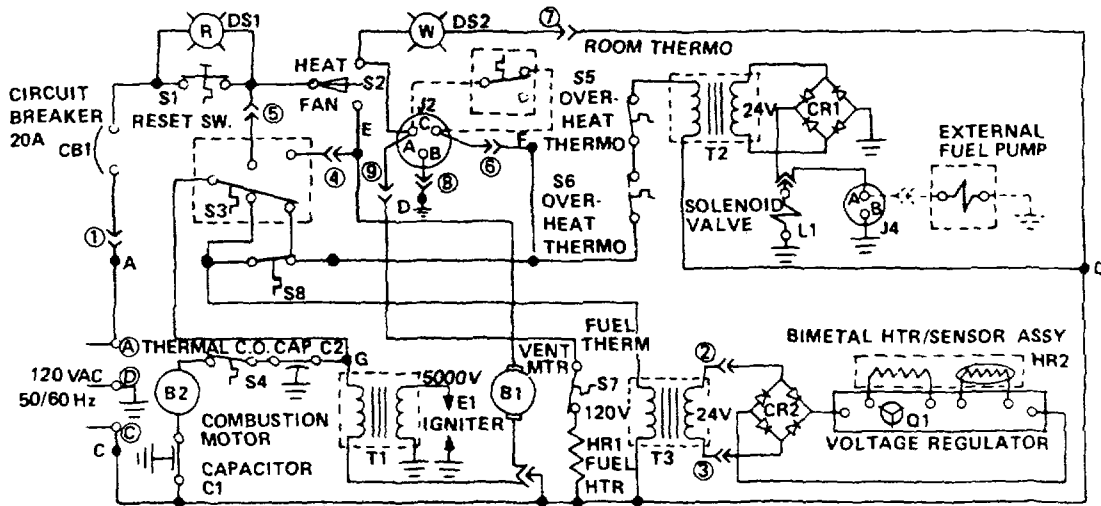 R DS1
W DS2 ⑦
ROOM THERMO
CIRCUIT
BREAKER
20A
CB1
S1
RESET SW.
⑤
HEAT
FAN
S2
J2
C
A
B
E
④
⑨
⑧
⑥
F
D
S5
OVER-
HEAT
THERMO
S6
OVER-
HEAT
THERMO
T2
24V
CR1
EXTERNAL
FUEL PUMP
SOLENOID
VALVE
L1
A
B
J4
S3
S8
①
A
Ⓐ THERMAL C.O. CAP C2 G
S4
120 VAC
50/60 Hz
Ⓓ
Ⓒ
C
B2
COMBUSTION
MOTOR
CAPACITOR
C1
5000V
E1
IGNITER
T1
VENT
MTR
B1
S7
120V
HR1
FUEL
HTR
FUEL
THERM
②
24V
③
T3
CR2
BIMETAL HTR/SENSOR ASSY
HR2
Q1
VOLTAGE REGULATOR